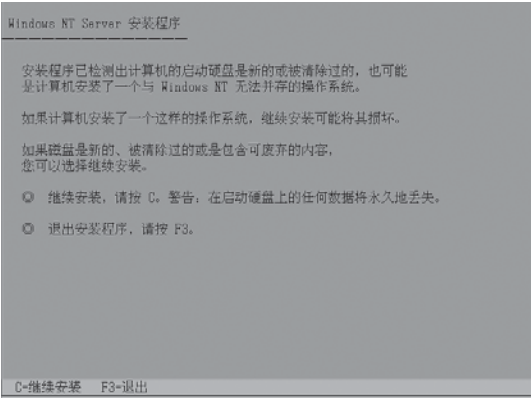 Windows NT Server 安装程序
安装程序已检测出计算机的启动硬盘是新的或被清除过的，也可能
是计算机安装了一个与 Windows NT 无法并存的操作系统。
如果计算机安装了一个这样的操作系统，继续安装可能将其损坏。
如果磁盘是新的、被清除过的或是包含可废弃的内容，
您可以选择继续安装。
◎ 继续安装，请按 C。警告：在启动硬盘上的任何数据将永久地丢失。
◎ 退出安装程序，请按 F3。
C=继续安装 F3=退出